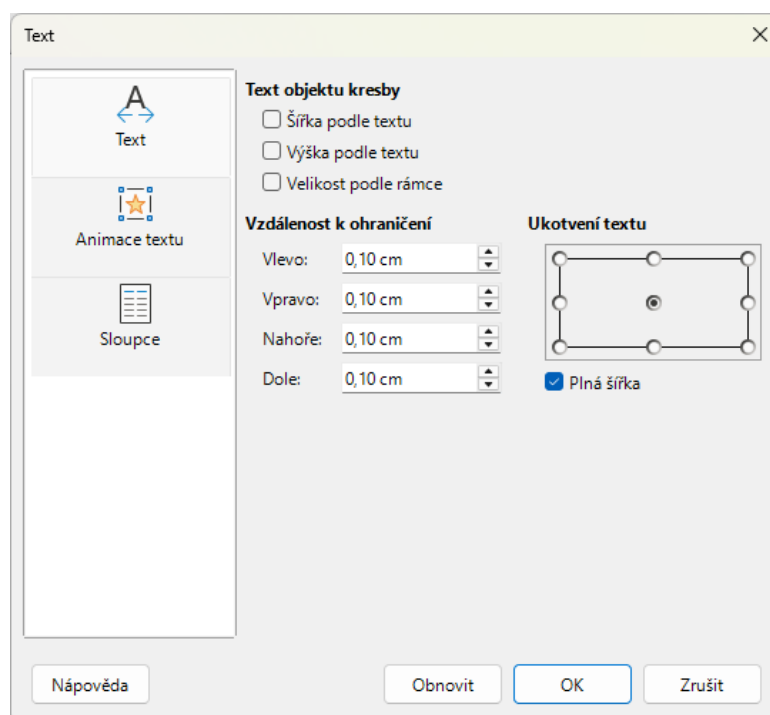 Text
Text
Animace textu
Sloupce
Text objektu kresby
Šířka podle textu
Výška podle textu
Velikost podle rámce
Vzdálenost k ohraničení
Vlevo: 0,10 cm
Vpravo: 0,10 cm
Nahoře: 0,10 cm
Dole: 0,10 cm
Ukotvení textu
Plná šířka
Nápověda Obnovit OK Zrušit